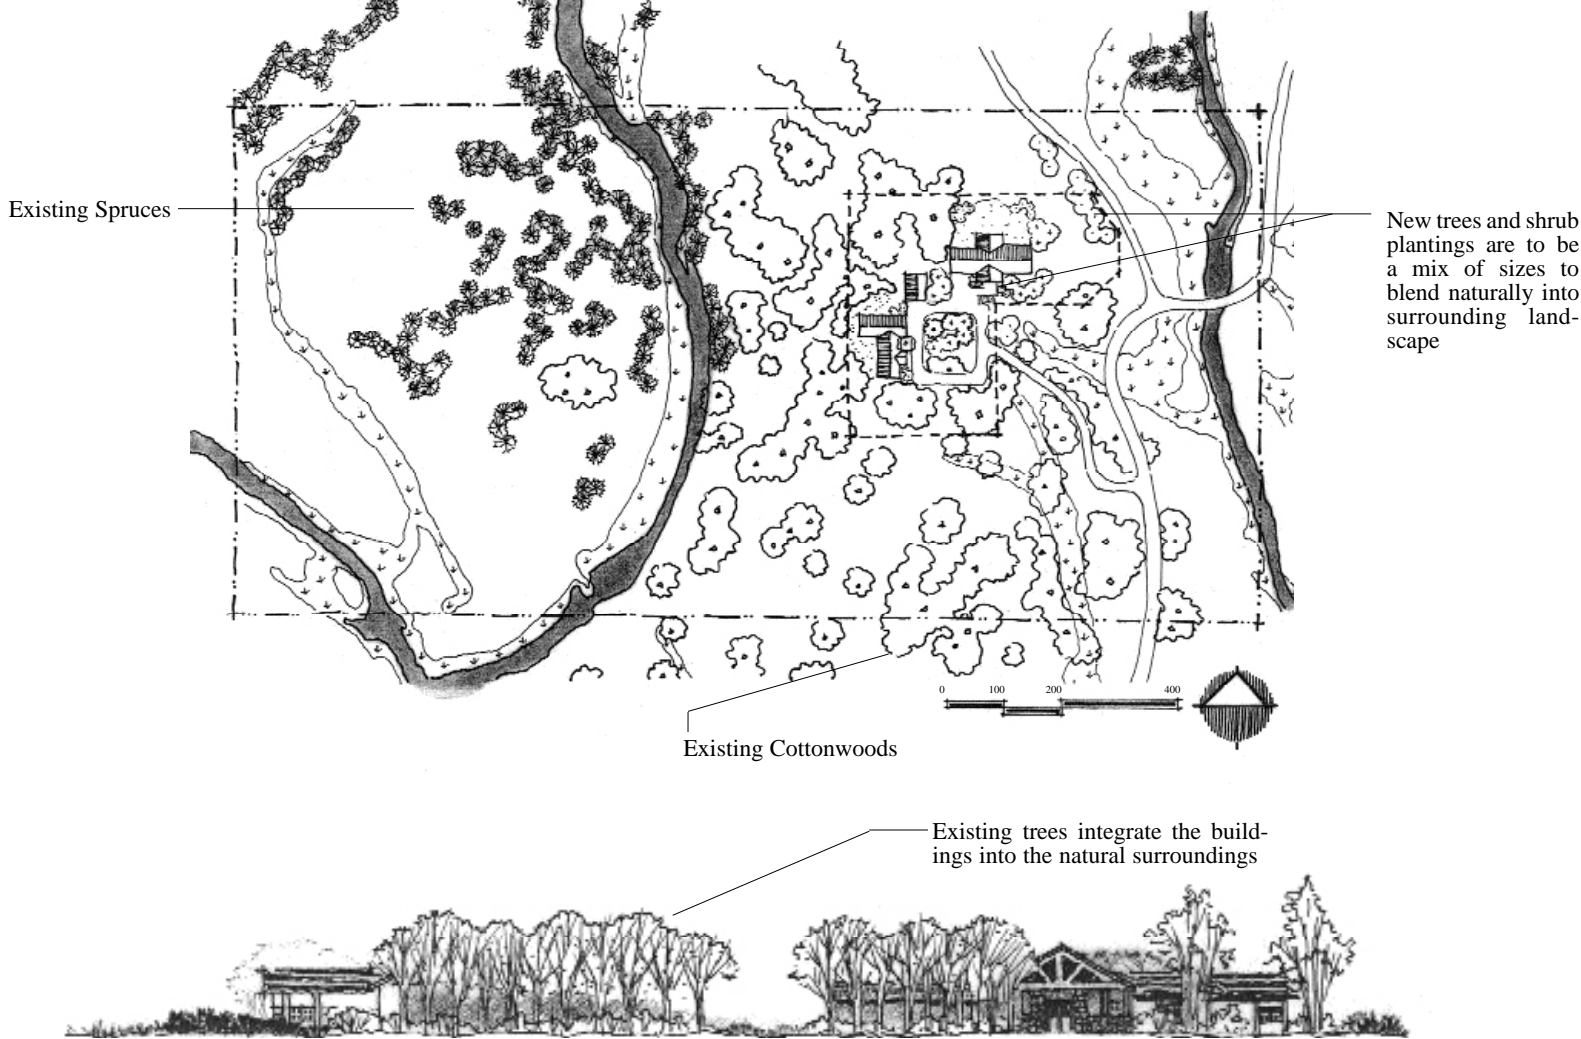 Existing Spruces
New trees and shrub
plantings are to be
a mix of sizes to
blend naturally into
surrounding land-
scape
0 100 200 400
Existing Cottonwoods
Existing trees integrate the build-
ings into the natural surroundings